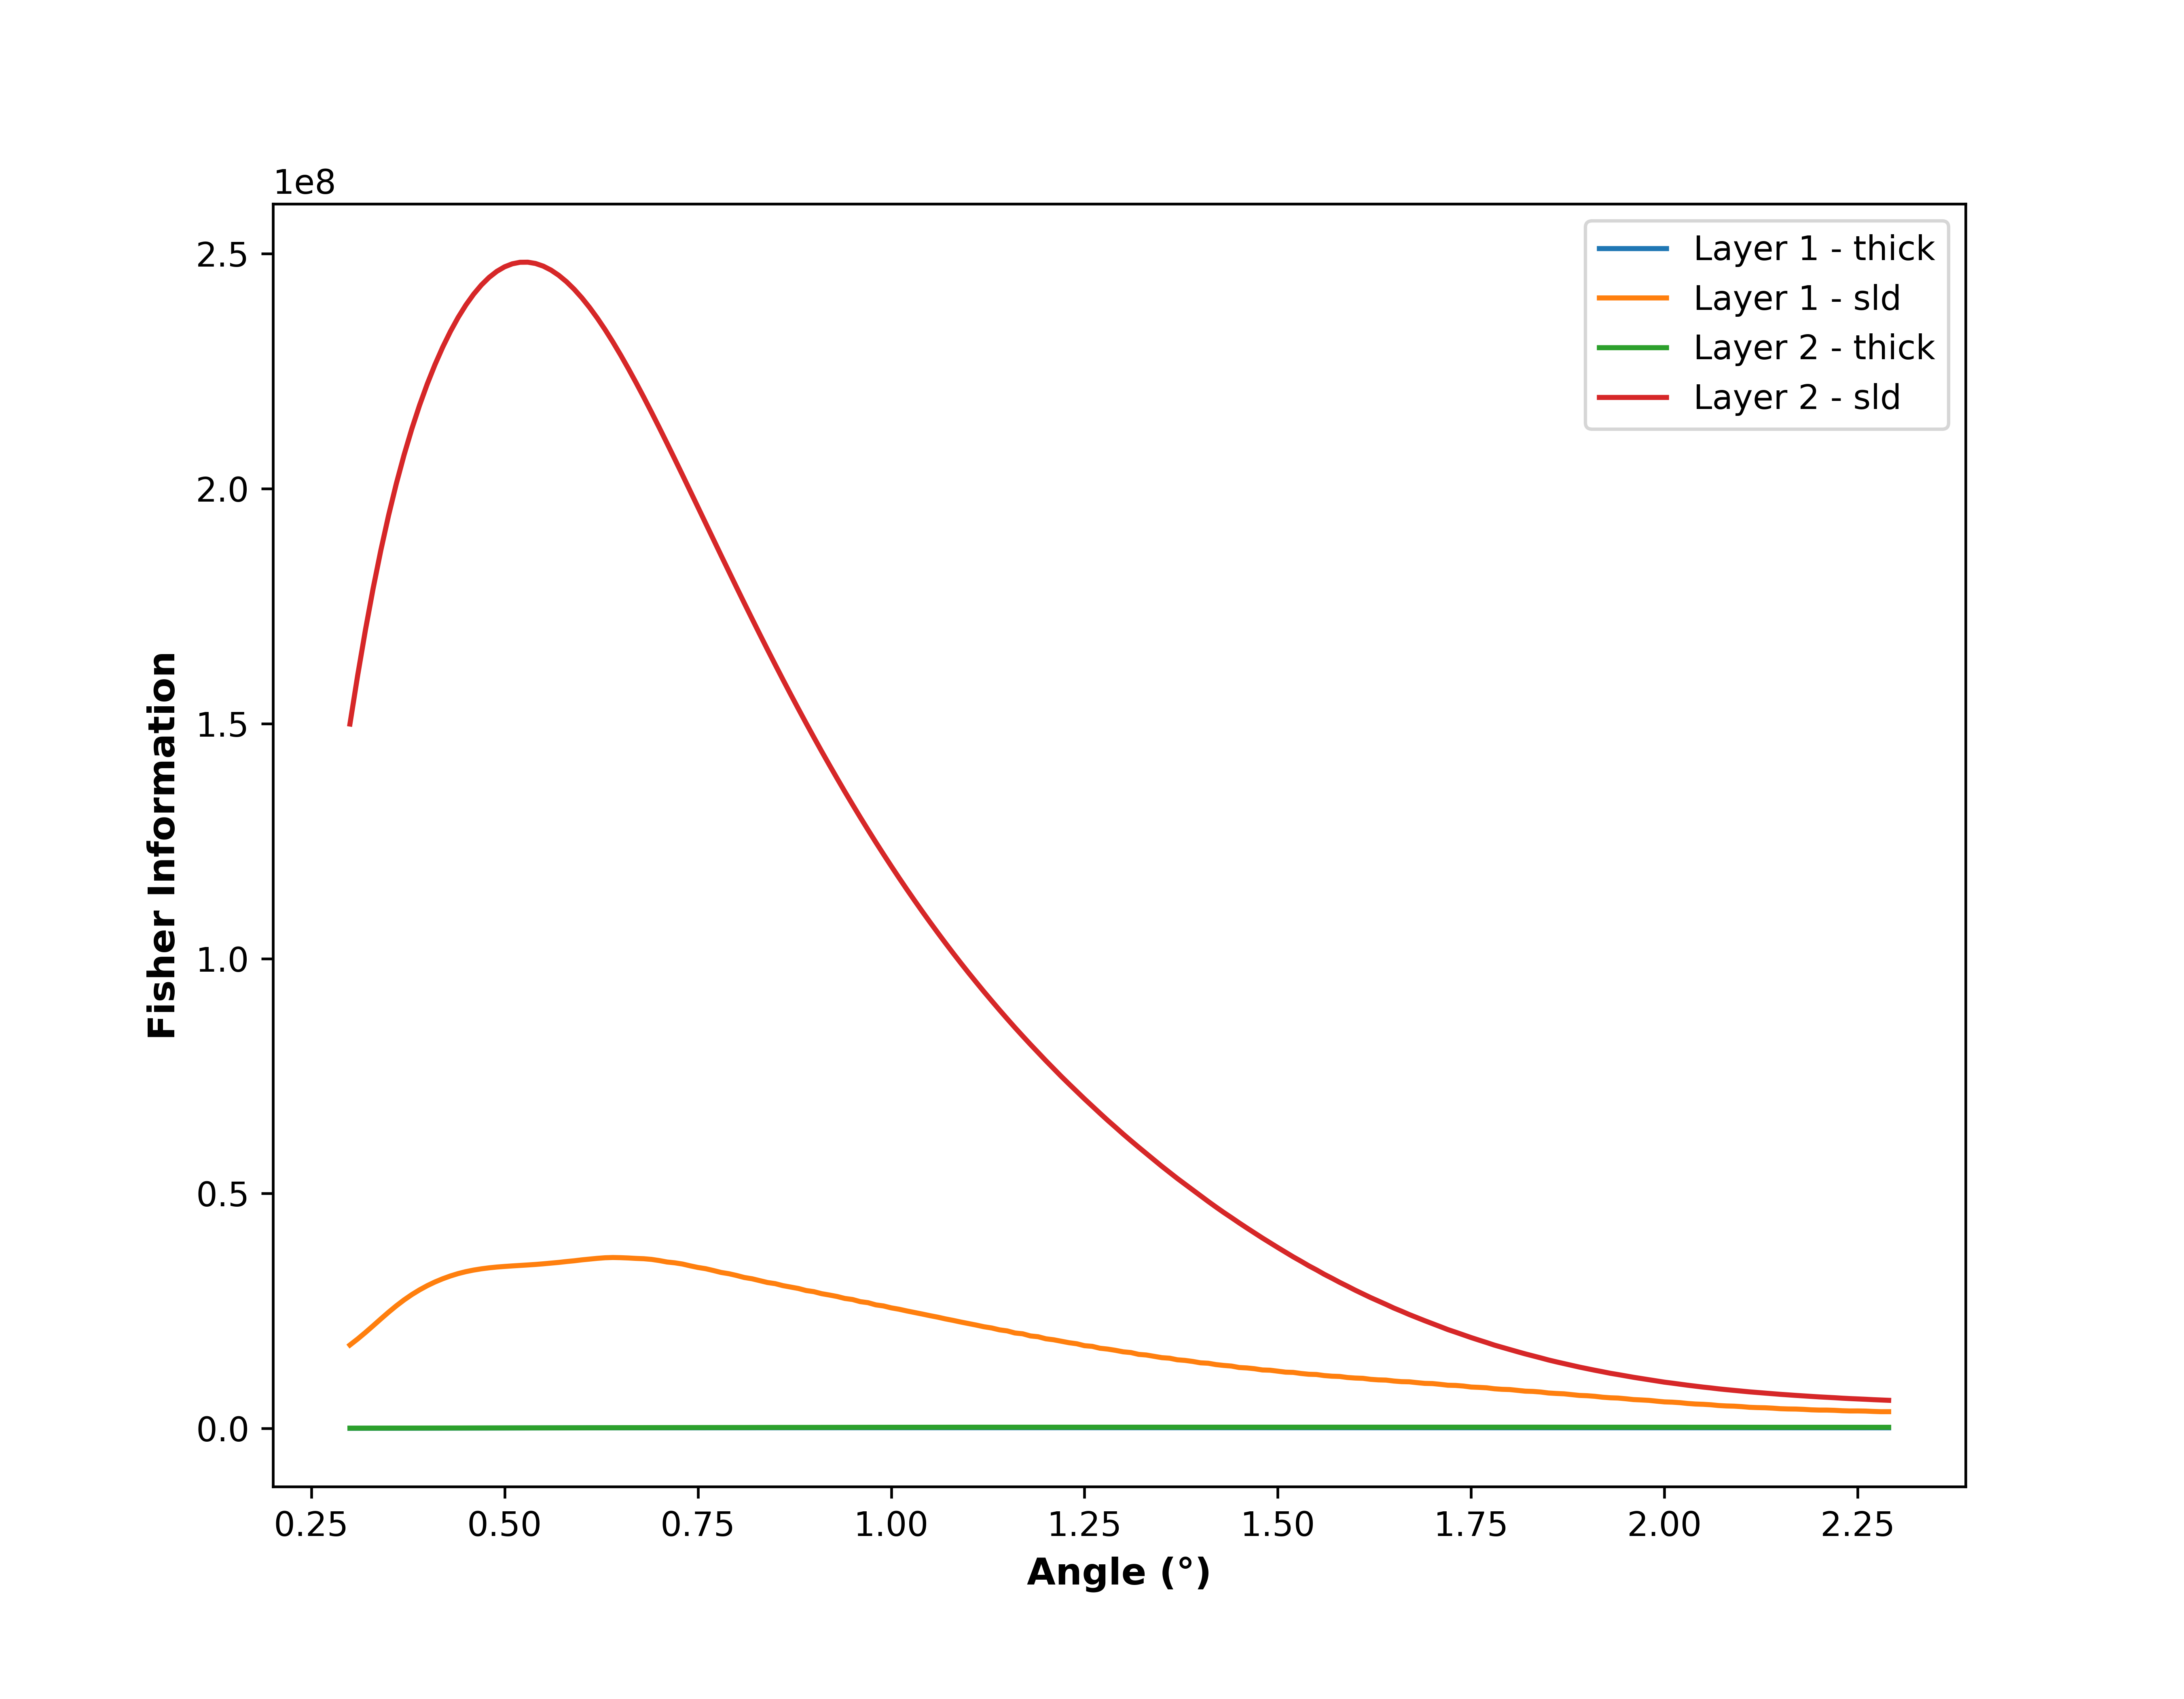 1e8
2.5
2.0
1.5
1.0
0.5
0.0
Fisher Information
Layer 1 - thick
Layer 1 - sld
Layer 2 - thick
Layer 2 - sld
0.25 0.50 0.75 1.00 1.25 1.50 1.75 2.00 2.25
Angle (°)